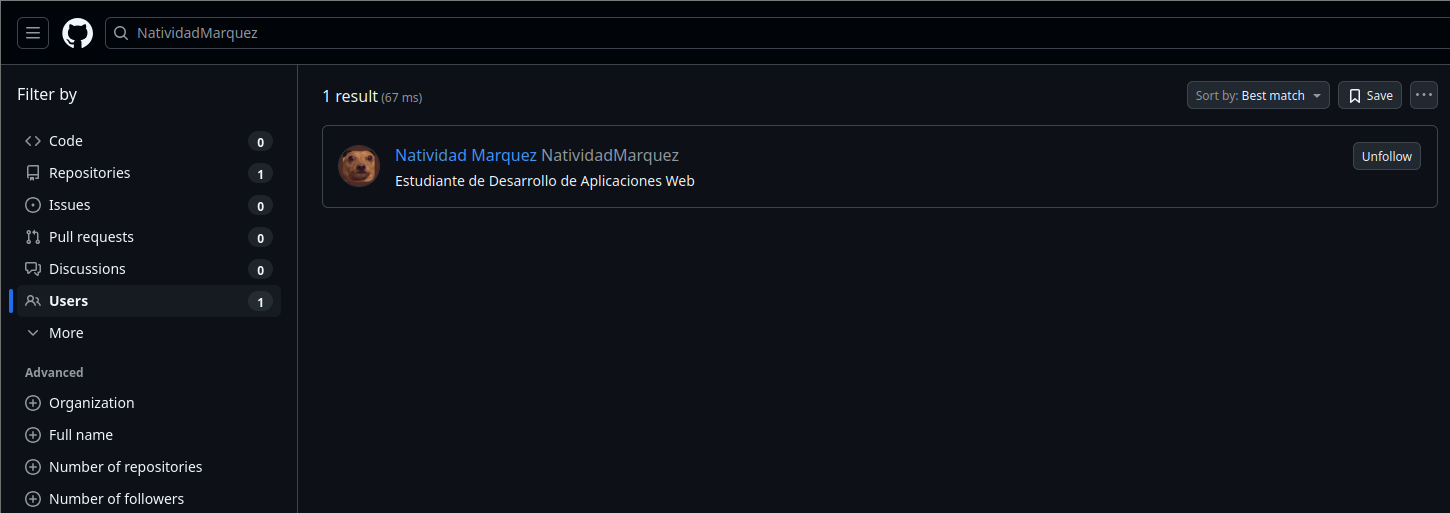 NatividadMarquez
Filter by
Code 0
Repositories 1
Issues 0
Pull requests 0
Discussions 0
Users 1
More
Advanced
Organization
Full name
Number of repositories
Number of followers
1 result (67 ms)
Sort by: Best match
Save
Natividad Marquez NatividadMarquez
Unfollow
Estudiante de Desarrollo de Aplicaciones Web